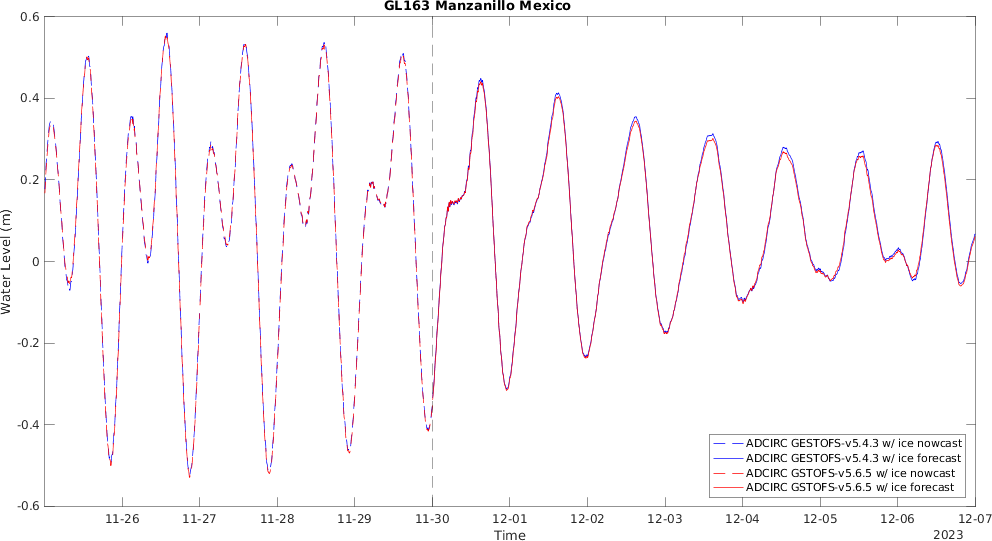 GL163 Manzanillo Mexico
0.6
0.4
0.2
0
-0.2
-0.4
-0.6
Water Level (m)
ADCIRC GESTOFS-v5.4.3 w/ ice nowcast
ADCIRC GESTOFS-v5.4.3 w/ ice forecast
ADCIRC GSTOFS-v5.6.5 w/ ice nowcast
ADCIRC GSTOFS-v5.6.5 w/ ice forecast
11-26 11-27 11-28 11-29 11-30 12-01 12-02 12-03 12-04 12-05 12-06 12-07
Time
2023